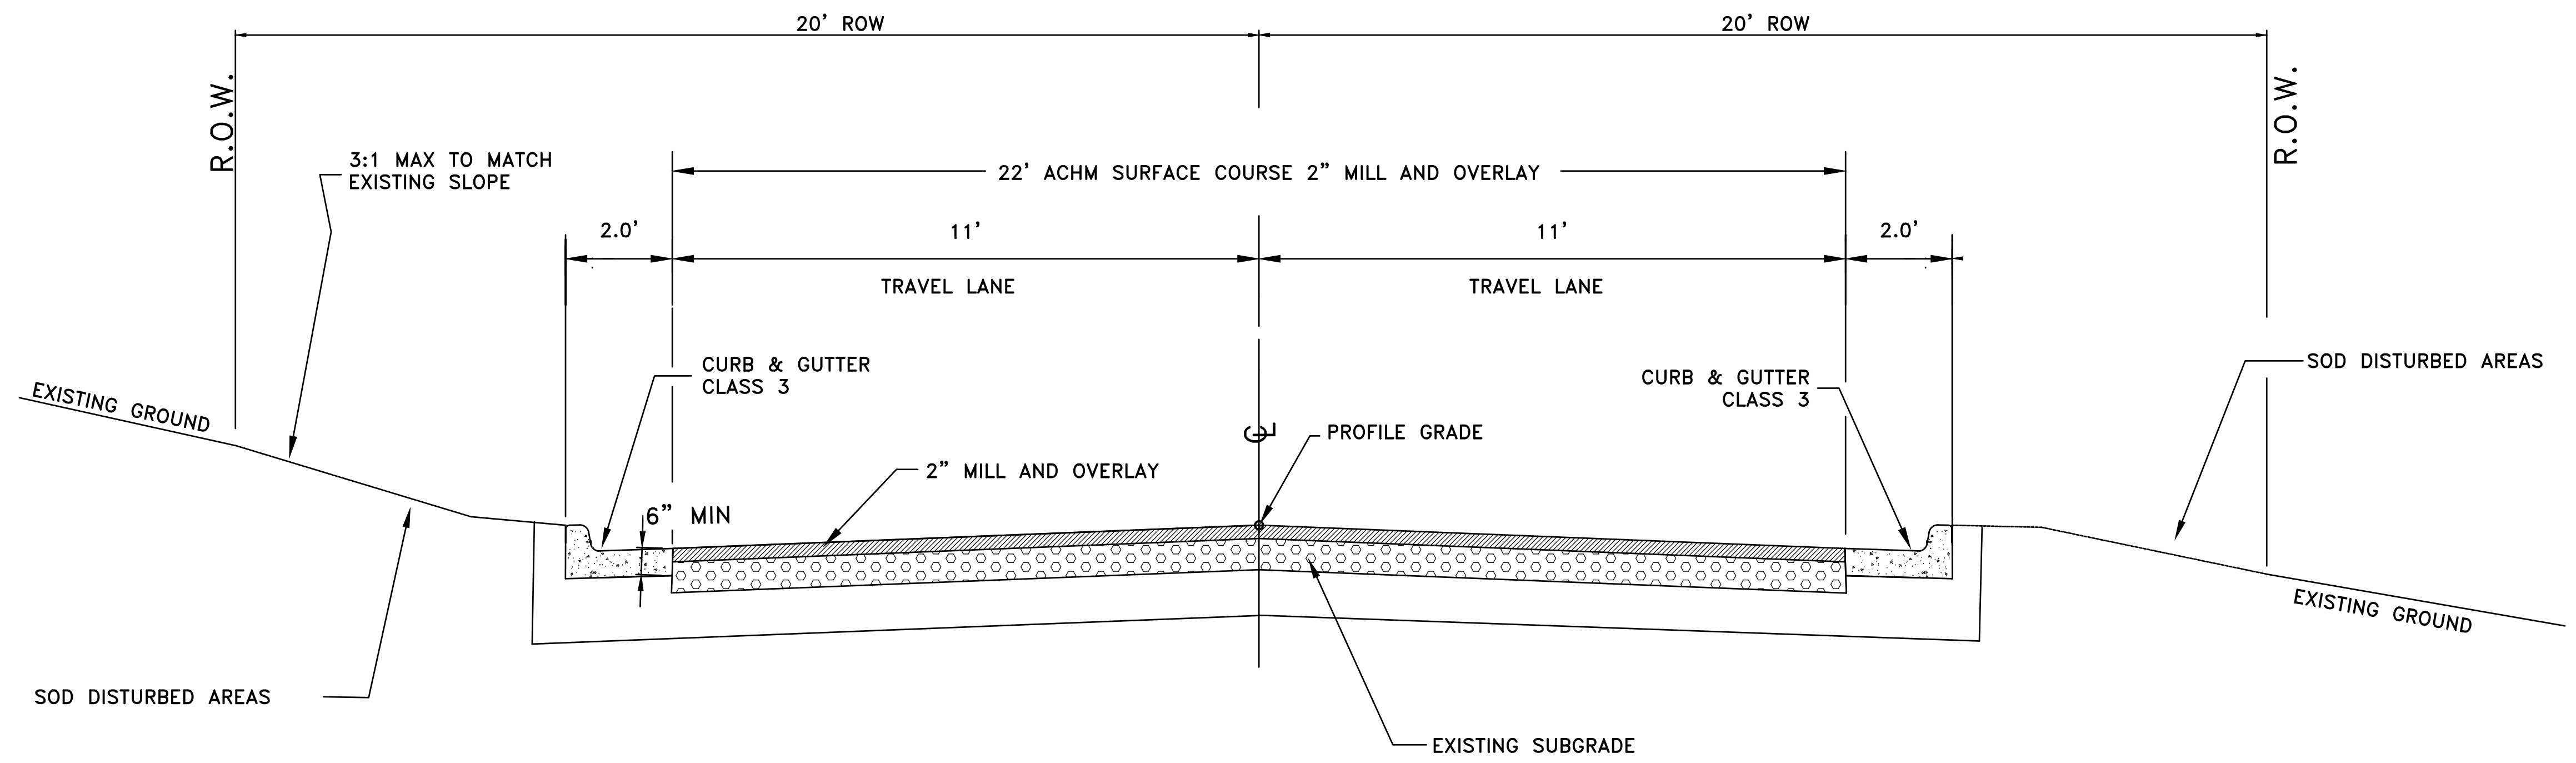 20' ROW
20' ROW
R.O.W.
R.O.W.
3:1 MAX TO MATCH
EXISTING SLOPE
22' ACHM SURFACE COURSE 2" MILL AND OVERLAY
2.0'
11'
11'
2.0'
TRAVEL LANE
TRAVEL LANE
CURB & GUTTER
CLASS 3
CURB & GUTTER
CLASS 3
SOD DISTURBED AREAS
EXISTING GROUND
CL
PROFILE GRADE
2" MILL AND OVERLAY
6" MIN
EXISTING GROUND
SOD DISTURBED AREAS
EXISTING SUBGRADE